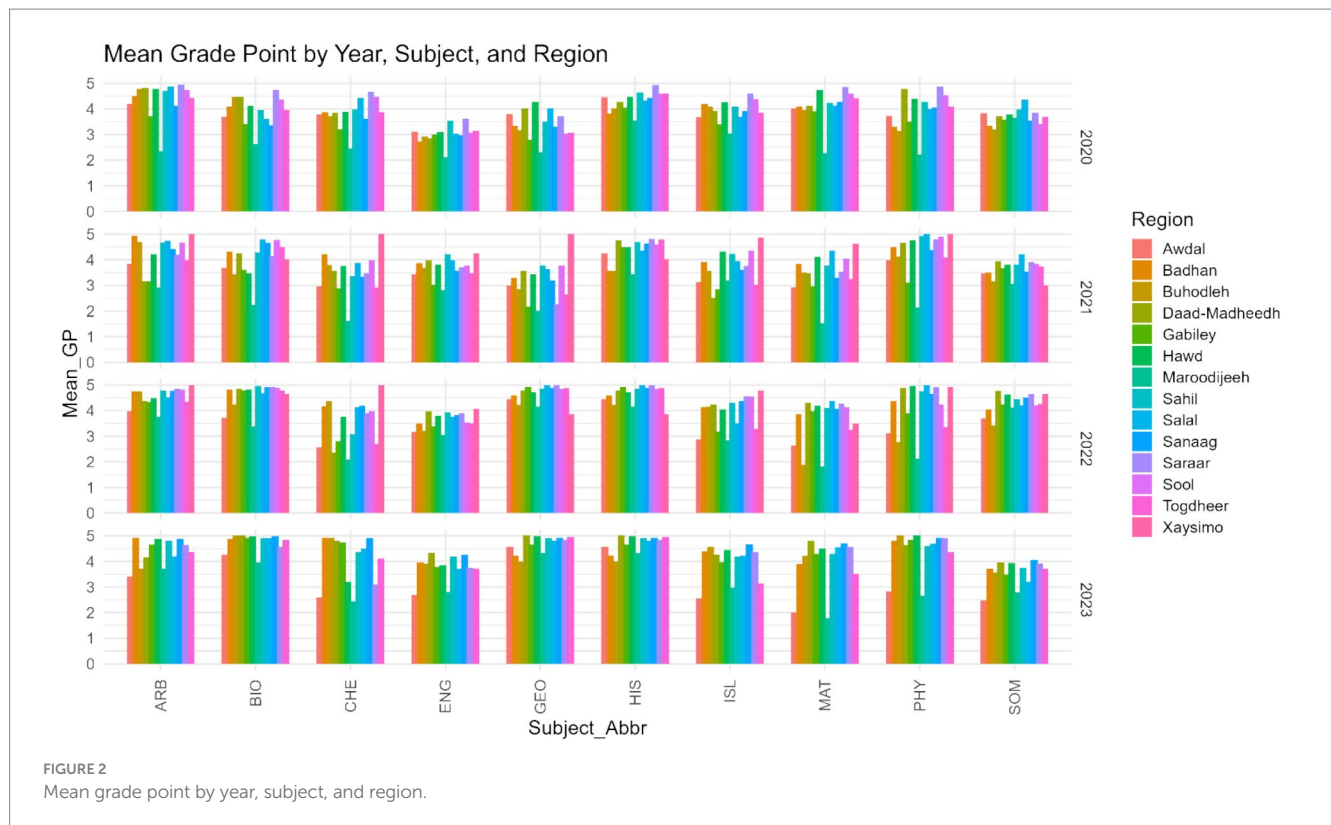 Mean Grade Point by Year, Subject, and Region
Mean_GP
5
4
3
2
1
0
2020
5
4
3
2
1
0
2021
5
4
3
2
1
0
2022
5
4
3
2
1
0
2023
ARB
BIO
CHE
ENG
GEO
HIS
ISL
MAT
PHY
SOM
Subject_Abbr
Region
Awdal
Badhan
Buhodleh
Daad-Madheedh
Gabiley
Hawd
Maroodijeeh
Sahil
Salal
Sanaag
Saraar
Sool
Togdheer
Xaysimo
FIGURE 2
Mean grade point by year, subject, and region.